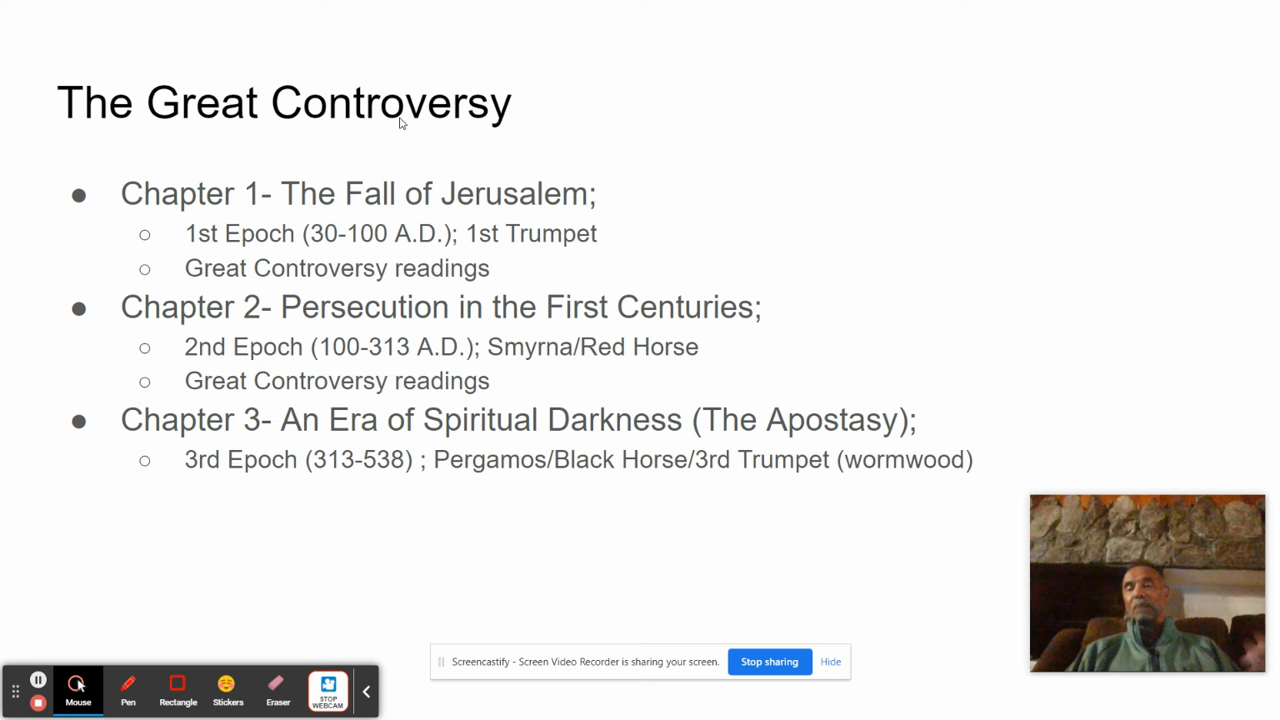 The Great Controversy
● Chapter 1- The Fall of Jerusalem;
○ 1st Epoch (30-100 A.D.); 1st Trumpet
○ Great Controversy readings
● Chapter 2- Persecution in the First Centuries;
○ 2nd Epoch (100-313 A.D.); Smyrna/Red Horse
○ Great Controversy readings
● Chapter 3- An Era of Spiritual Darkness (The Apostasy);
○ 3rd Epoch (313-538) ; Pergamos/Black Horse/3rd Trumpet (wormwood)
Screencastify - Screen Video Recorder is sharing your screen. Stop sharing Hide
Mouse Pen Rectangle Stickers Eraser STOP WEBCAM